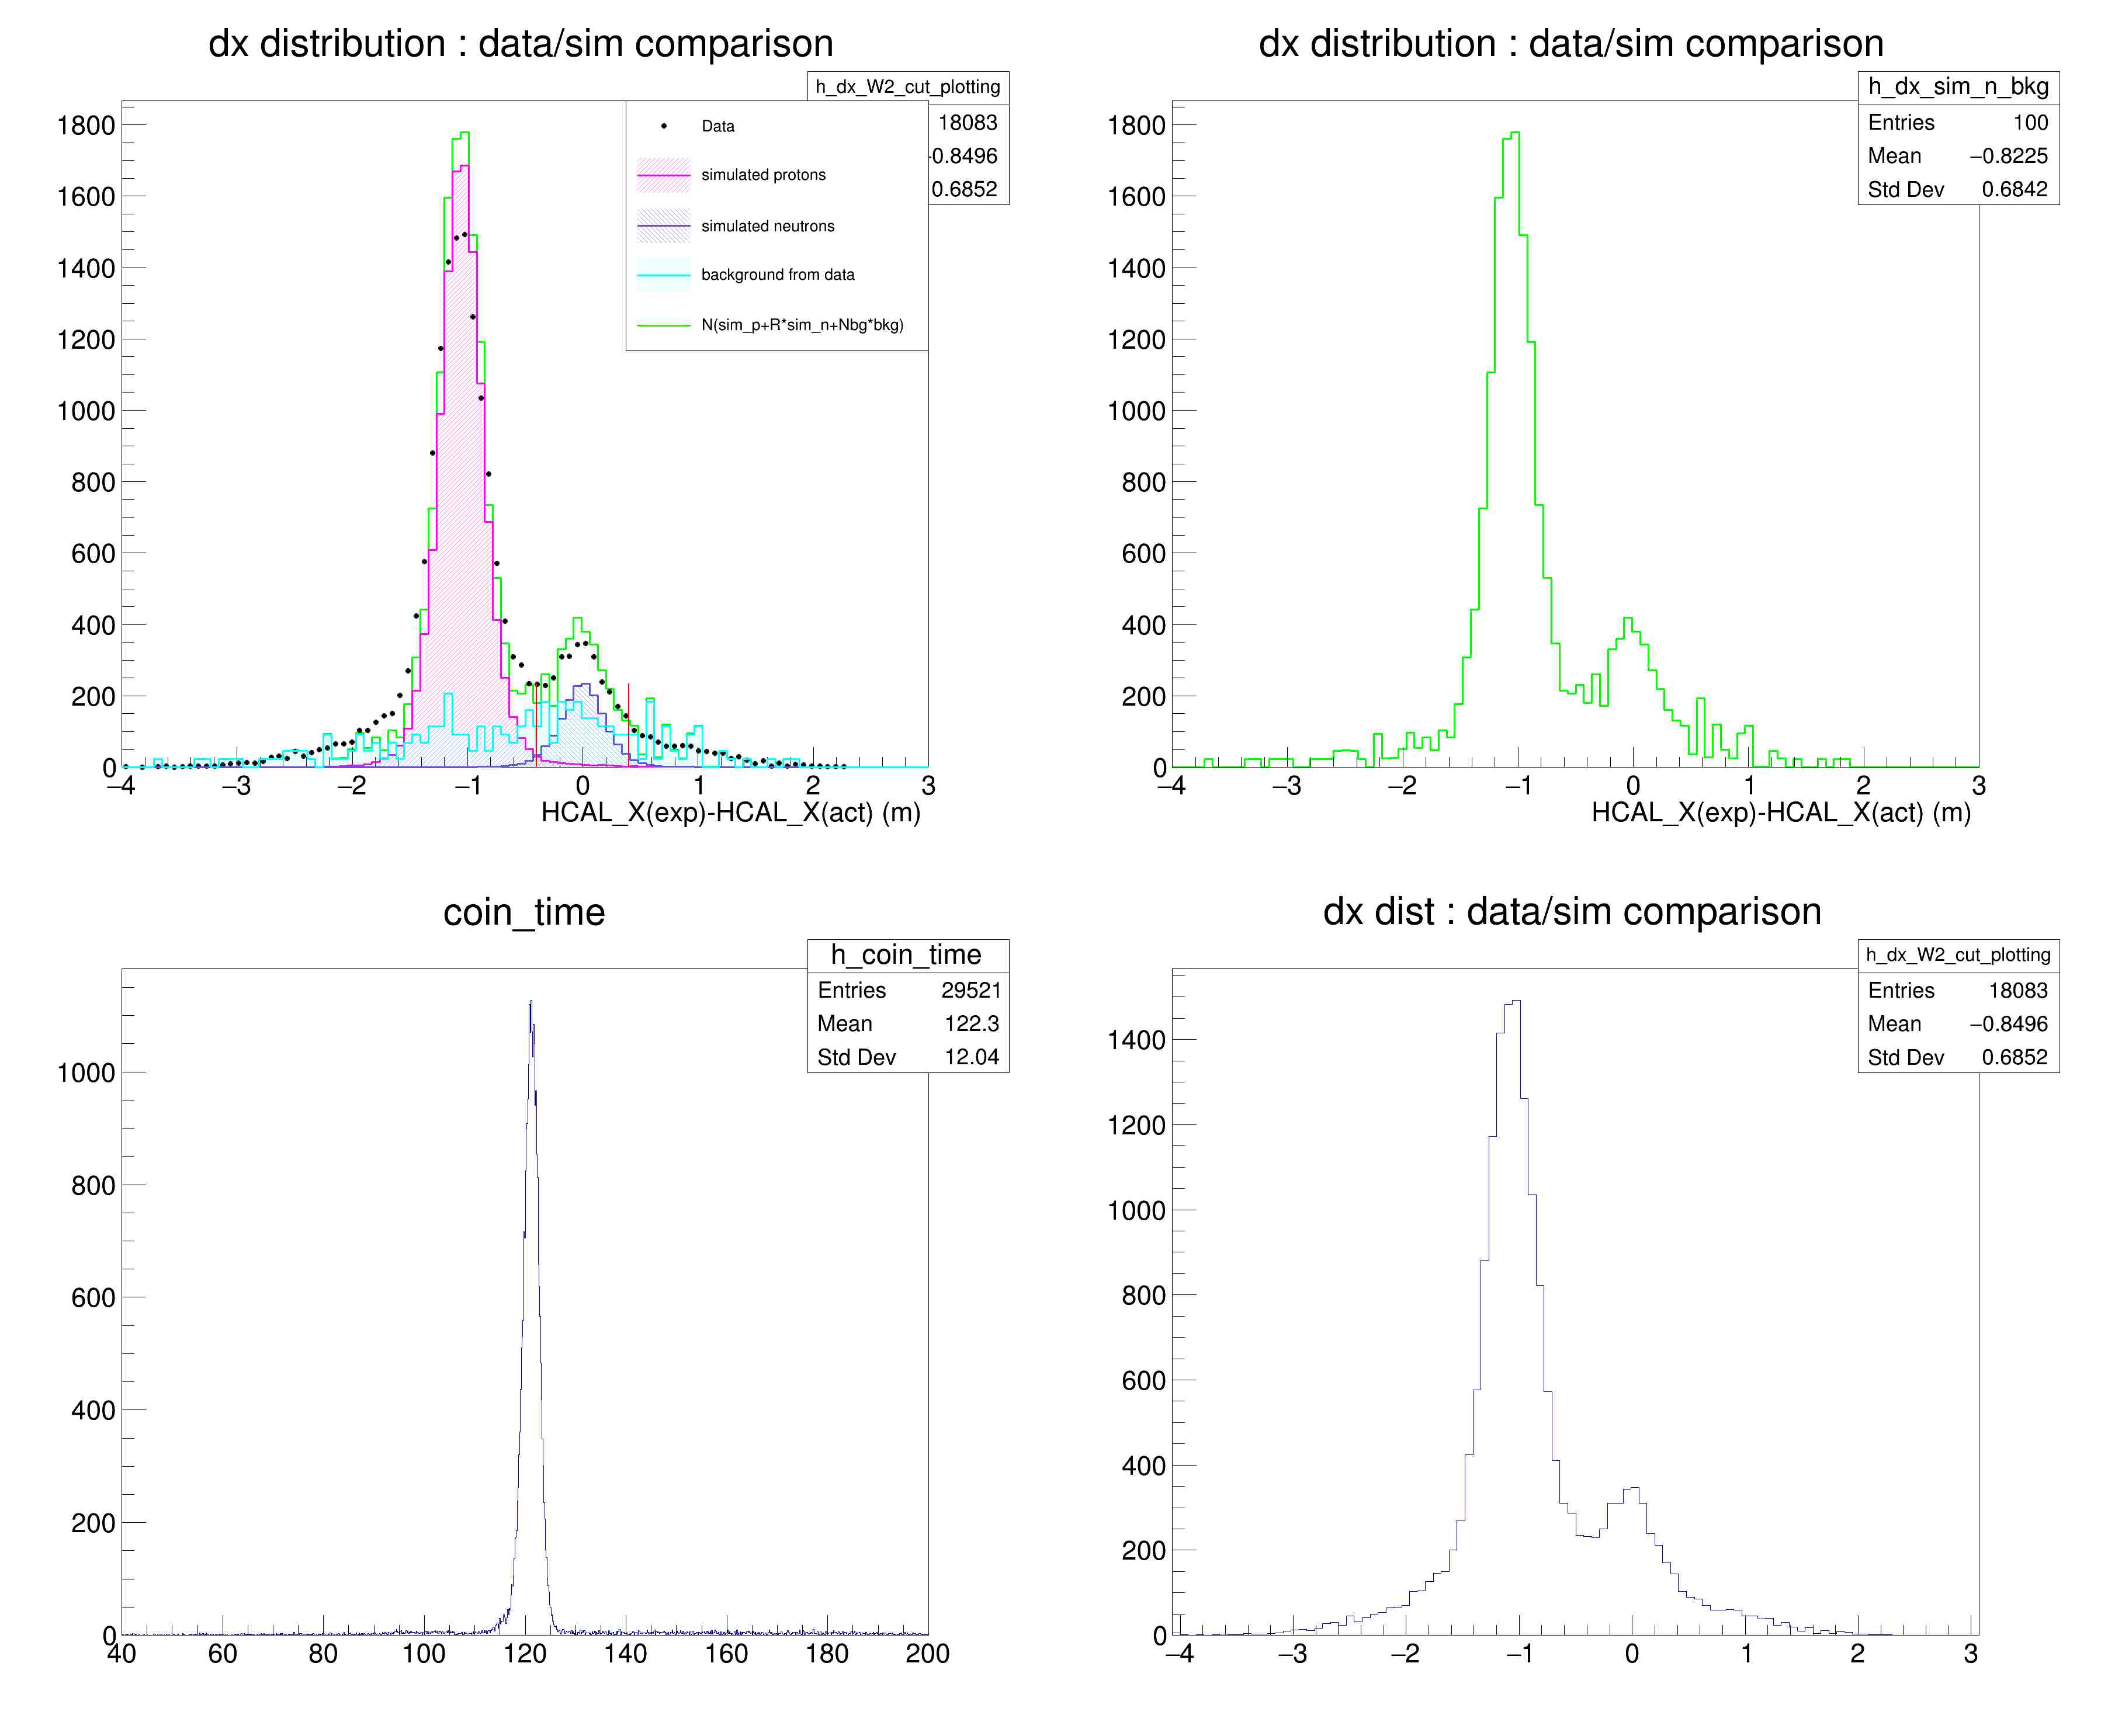 dx distribution : data/sim comparison
h_dx_W2_cut_plotting
18083
−0.8496
0.6852
Data
simulated protons
simulated neutrons
background from data
N(sim_p+R*sim_n+Nbg*bkg)
1800
1600
1400
1200
1000
800
600
400
200
0
−4 −3 −2 −1 0 1 2 3
HCAL_X(exp)-HCAL_X(act) (m)
dx distribution : data/sim comparison
h_dx_sim_n_bkg
Entries 100
Mean −0.8225
Std Dev 0.6842
1800
1600
1400
1200
1000
800
600
400
200
0
−4 −3 −2 −1 0 1 2 3
HCAL_X(exp)-HCAL_X(act) (m)
coin_time
h_coin_time
Entries 29521
Mean 122.3
Std Dev 12.04
1000
800
600
400
200
0
40 60 80 100 120 140 160 180 200
dx dist : data/sim comparison
h_dx_W2_cut_plotting
Entries 18083
Mean −0.8496
Std Dev 0.6852
1400
1200
1000
800
600
400
200
0
−4 −3 −2 −1 0 1 2 3